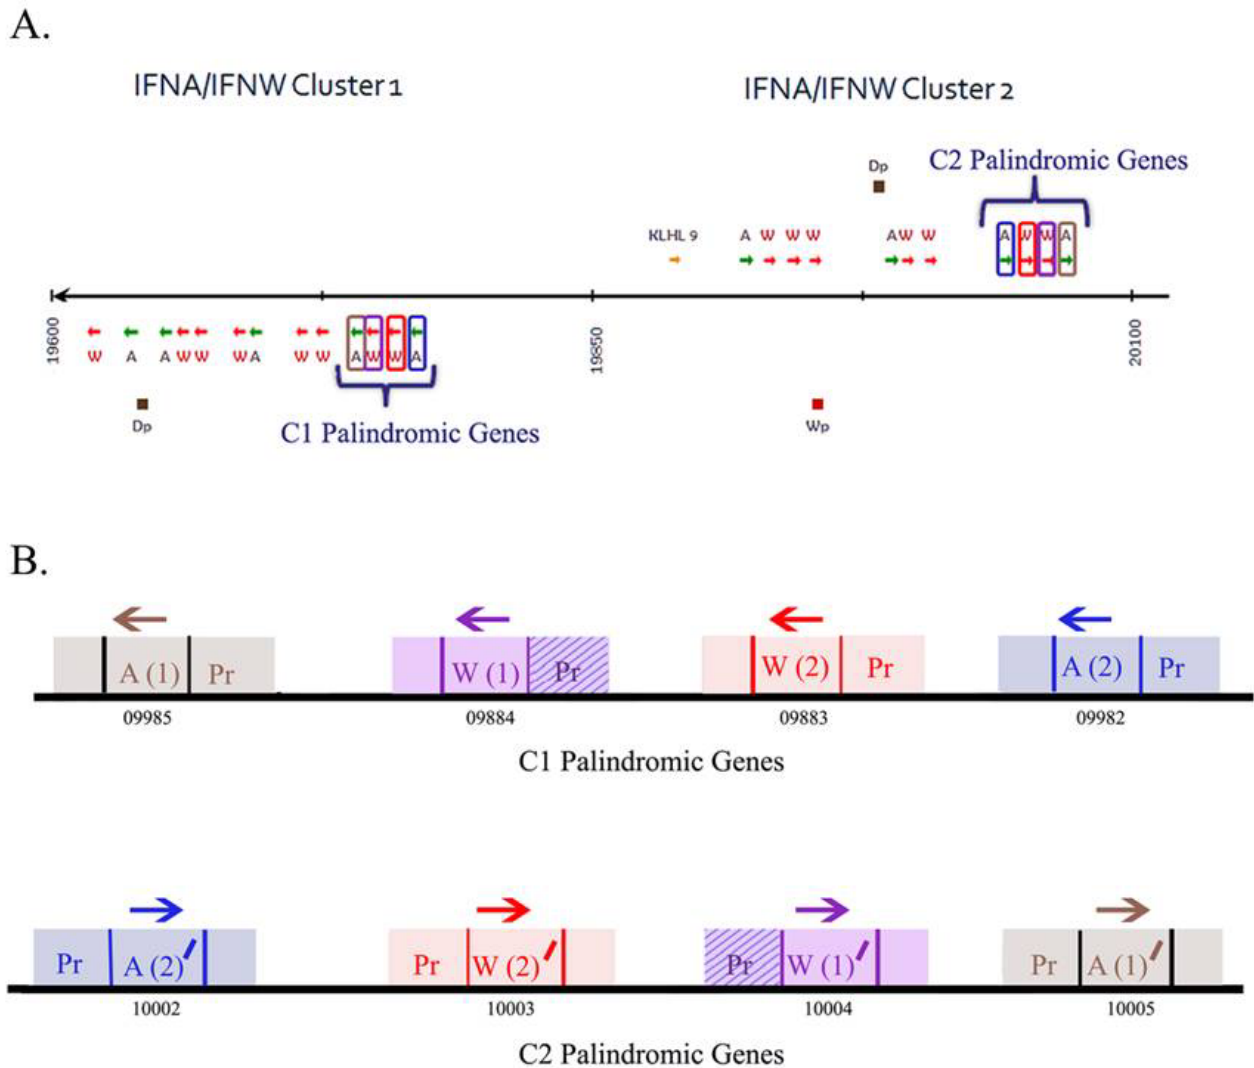 A.
IFNA/IFNW Cluster 1
IFNA/IFNW Cluster 2
Dp
C2 Palindromic Genes
KLHL 9 A W W W A W W A W W A
19600
19850
20100
W A A W W W A W W A W W A
Dp
C1 Palindromic Genes
Wp
B.
A (1) Pr W (1) Pr W (2) Pr A (2) Pr
09985 09884 09883 09982
C1 Palindromic Genes
Pr A (2)′ Pr W (2)′ Pr W (1)′ Pr A (1)′
10002 10003 10004 10005
C2 Palindromic Genes